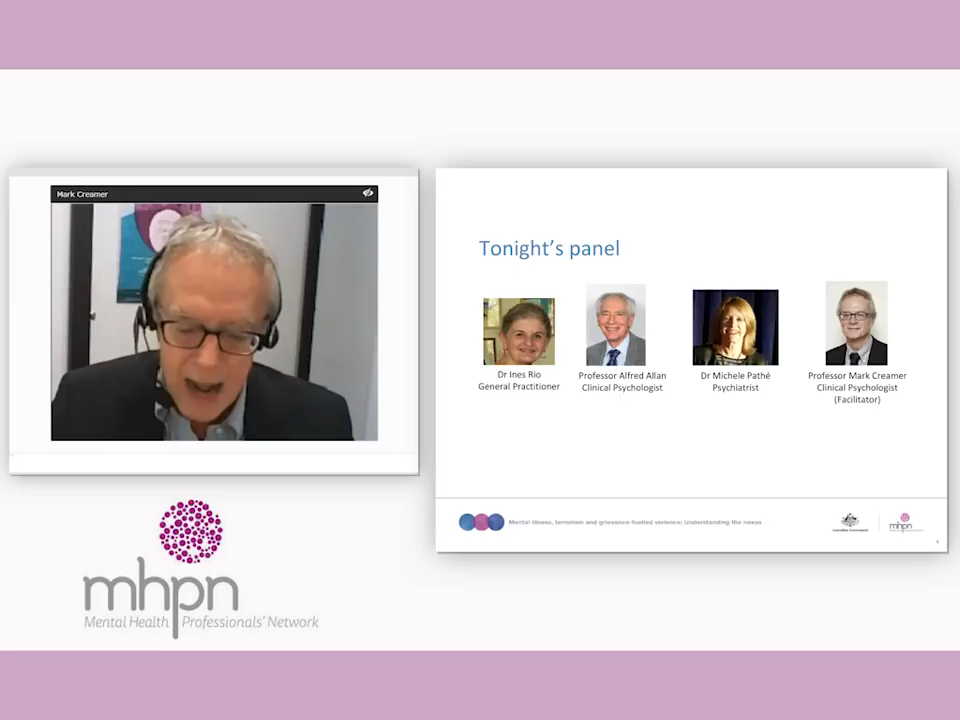 Mark Creamer
Tonight's panel
Dr Ines Rio
General Practitioner
Professor Alfred Allan
Clinical Psychologist
Dr Michele Pathé
Psychiatrist
Professor Mark Creamer
Clinical Psychologist
(Facilitator)
Mental illness, terrorism and grievance-fuelled violence: Understanding the nexus
Australian Government
mhpn
mhpn
Mental Health Professionals' Network